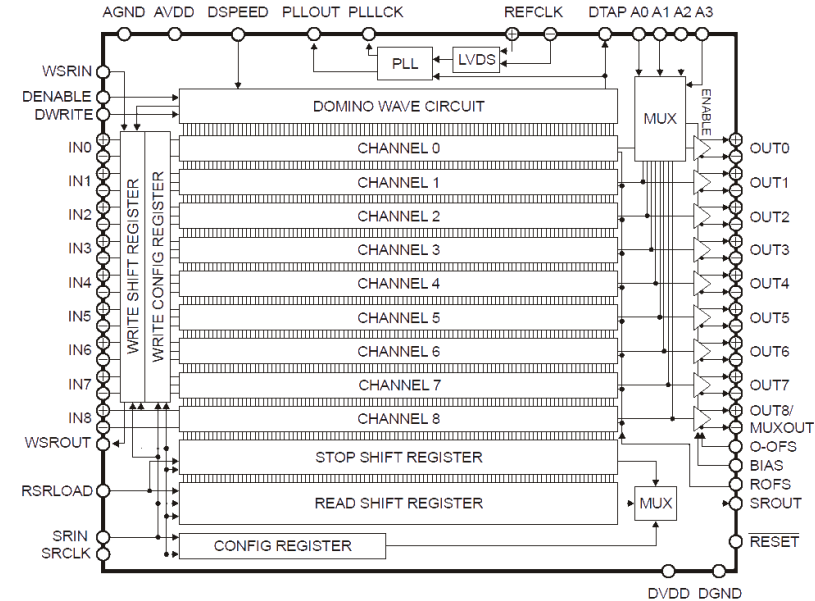 AGND AVDD DSPEED PLLOUT PLLLCK REFCLK DTAP A0 A1 A2 A3
WSRIN
DENABLE
DWRITE
PLL
LVDS
DOMINO WAVE CIRCUIT
MUX
ENABLE
IN0
CHANNEL 0
OUT0
IN1
CHANNEL 1
OUT1
IN2
CHANNEL 2
OUT2
IN3
CHANNEL 3
OUT3
IN4
CHANNEL 4
OUT4
IN5
CHANNEL 5
OUT5
IN6
CHANNEL 6
OUT6
IN7
CHANNEL 7
OUT7
IN8
CHANNEL 8
OUT8/
MUXOUT
WRITE SHIFT REGISTER
WRITE CONFIG REGISTER
WSROUT
STOP SHIFT REGISTER
O-OFS
BIAS
ROFS
RSRLOAD
READ SHIFT REGISTER
MUX
SROUT
SRIN
SRCLK
CONFIG REGISTER
RESET
DVDD DGND